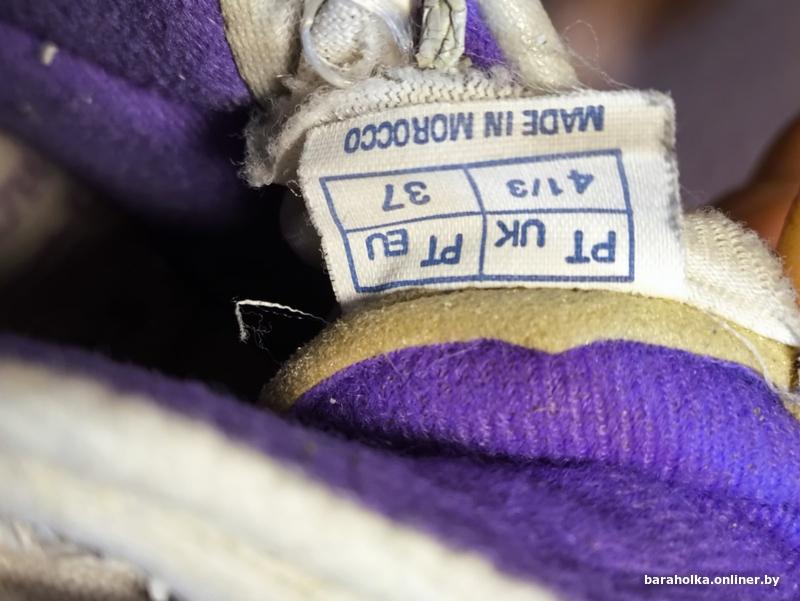 PT UK PT EU
4 1/3 37
MADE IN MOROCCO
baraholka.onliner.by